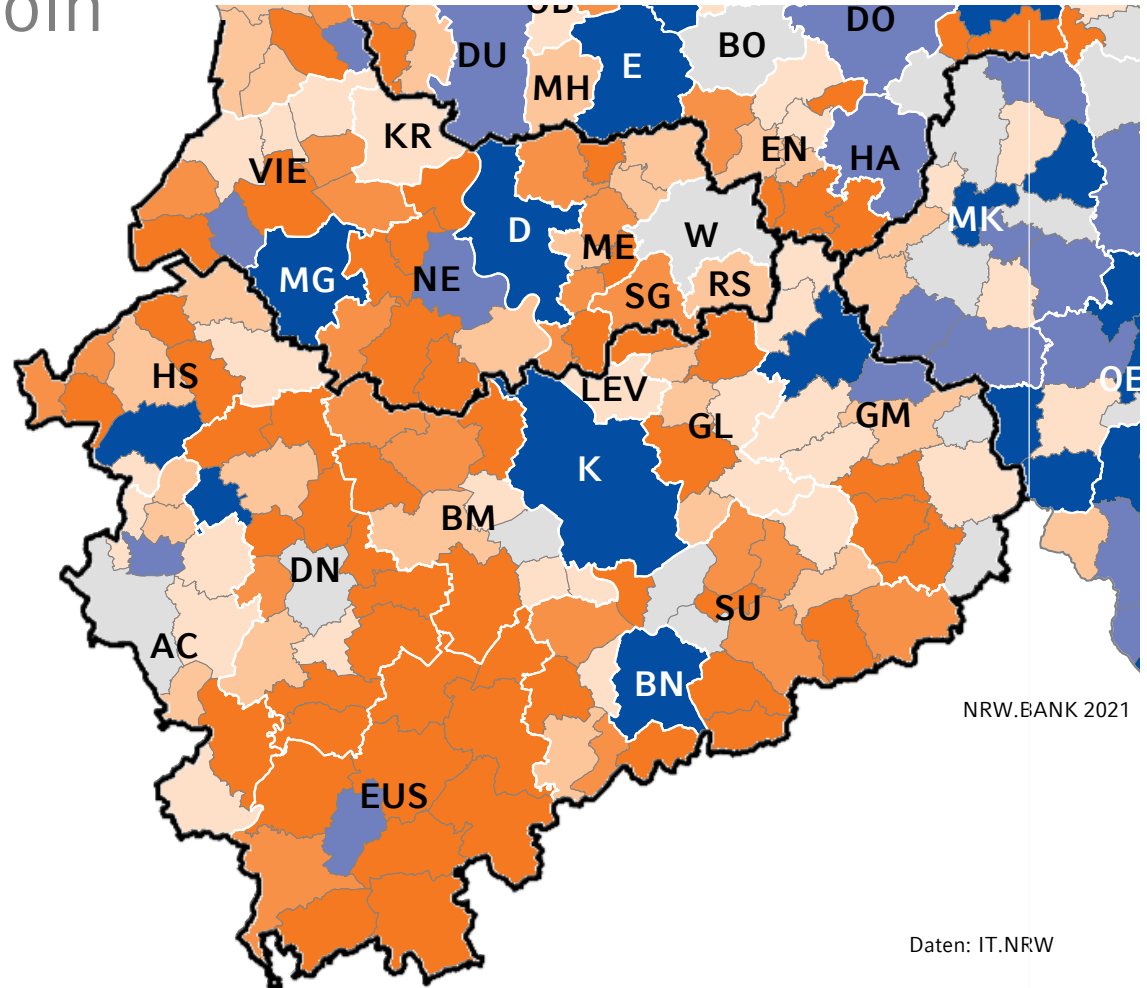 DO
DU
BO
E
MH
KR
EN
HA
VIE
MK
D
W
ME
MG
NE
RS
SG
HS
LEV
GM
GL
K
BM
DN
SU
AC
BN
NRW.BANK 2021
EUS
Daten: IT.NRW